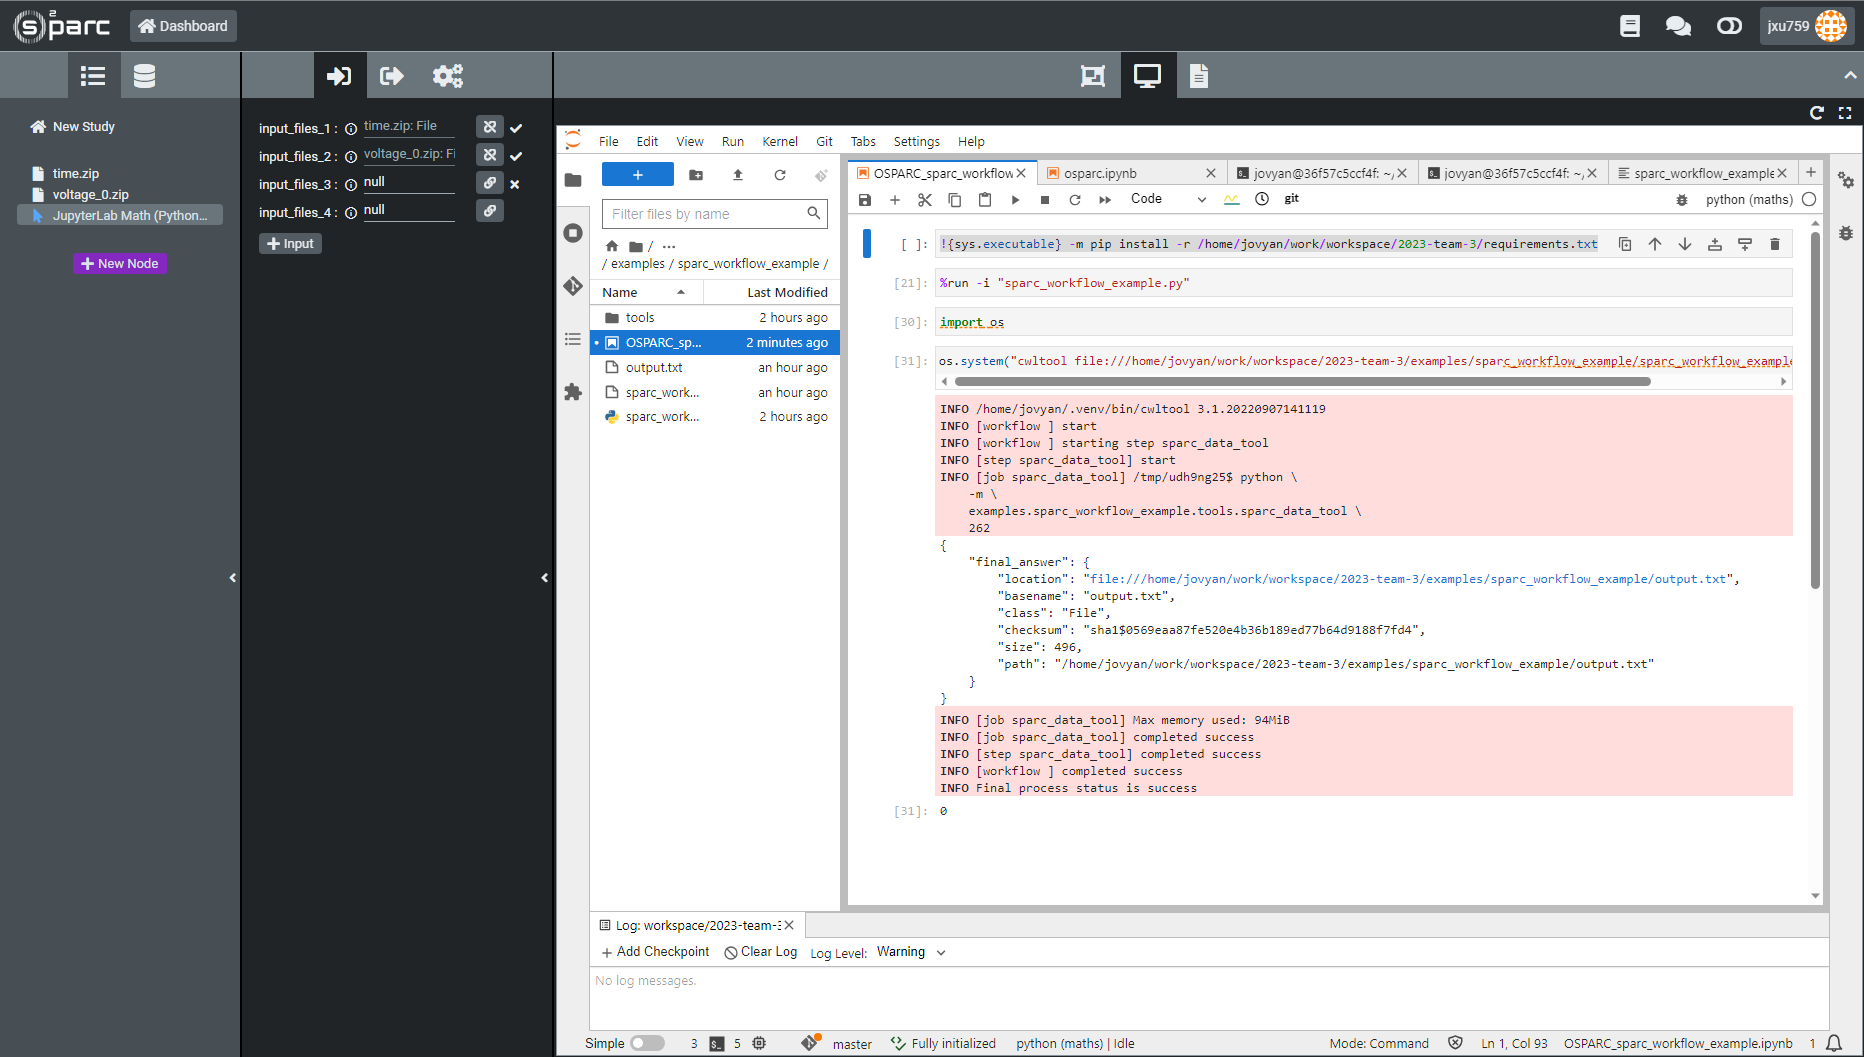 s2parc
Dashboard
jxu759
New Study
time.zip
voltage_0.zip
JupyterLab Math (Python...
New Node
input_files_1 : time.zip: File
input_files_2 : voltage_0.zip: Fi
input_files_3 : null
input_files_4 : null
+ Input
File Edit View Run Kernel Git Tabs Settings Help
+
Filter files by name
/ ...
/ examples / sparc_workflow_example /
Name Last Modified
tools 2 hours ago
OSPARC_sp... 2 minutes ago
output.txt an hour ago
sparc_work... an hour ago
sparc_work... 2 hours ago
OSPARC_sparc_workflow
osparc.ipynb
jovyan@36f57c5ccf4f: ~/
jovyan@36f57c5ccf4f: ~/
sparc_workflow_example
Code
git
python (maths)
[ ]: !{sys.executable} -m pip install -r /home/jovyan/work/workspace/2023-team-3/requirements.txt
[21]: %run -i "sparc_workflow_example.py"
[30]: import os
[31]: os.system("cwltool file:///home/jovyan/work/workspace/2023-team-3/examples/sparc_workflow_example/sparc_workflow_example
INFO /home/jovyan/.venv/bin/cwltool 3.1.20220907141119
INFO [workflow ] start
INFO [workflow ] starting step sparc_data_tool
INFO [step sparc_data_tool] start
INFO [job sparc_data_tool] /tmp/udh9ng25$ python \
-m \
examples.sparc_workflow_example.tools.sparc_data_tool \
262
{
"final_answer": {
"location": "file:///home/jovyan/work/workspace/2023-team-3/examples/sparc_workflow_example/output.txt",
"basename": "output.txt",
"class": "File",
"checksum": "sha1$0569eaa87fe520e4b36b189ed77b64d9188f7fd4",
"size": 496,
"path": "/home/jovyan/work/workspace/2023-team-3/examples/sparc_workflow_example/output.txt"
}
}
INFO [job sparc_data_tool] Max memory used: 94MiB
INFO [job sparc_data_tool] completed success
INFO [step sparc_data_tool] completed success
INFO [workflow ] completed success
INFO Final process status is success
[31]: 0
Log: workspace/2023-team-3
+ Add Checkpoint Clear Log Log Level: Warning
No log messages.
Simple 3 5 master Fully initialized python (maths) | Idle Mode: Command Ln 1, Col 93 OSPARC_sparc_workflow_example.ipynb 1